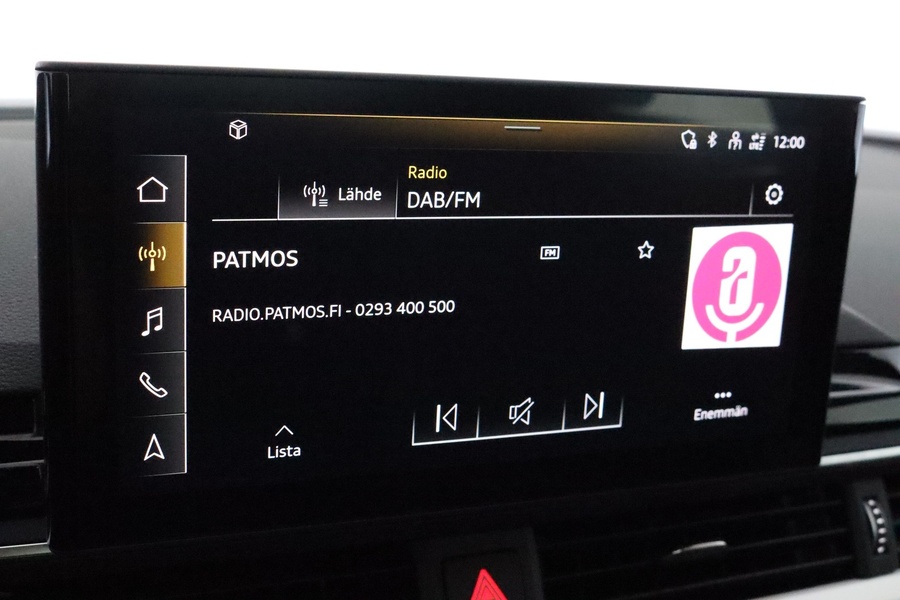 12:00
Lähde
Radio
DAB/FM
PATMOS
FM
RADIO.PATMOS.FI - 0293 400 500
Lista
Enemmän